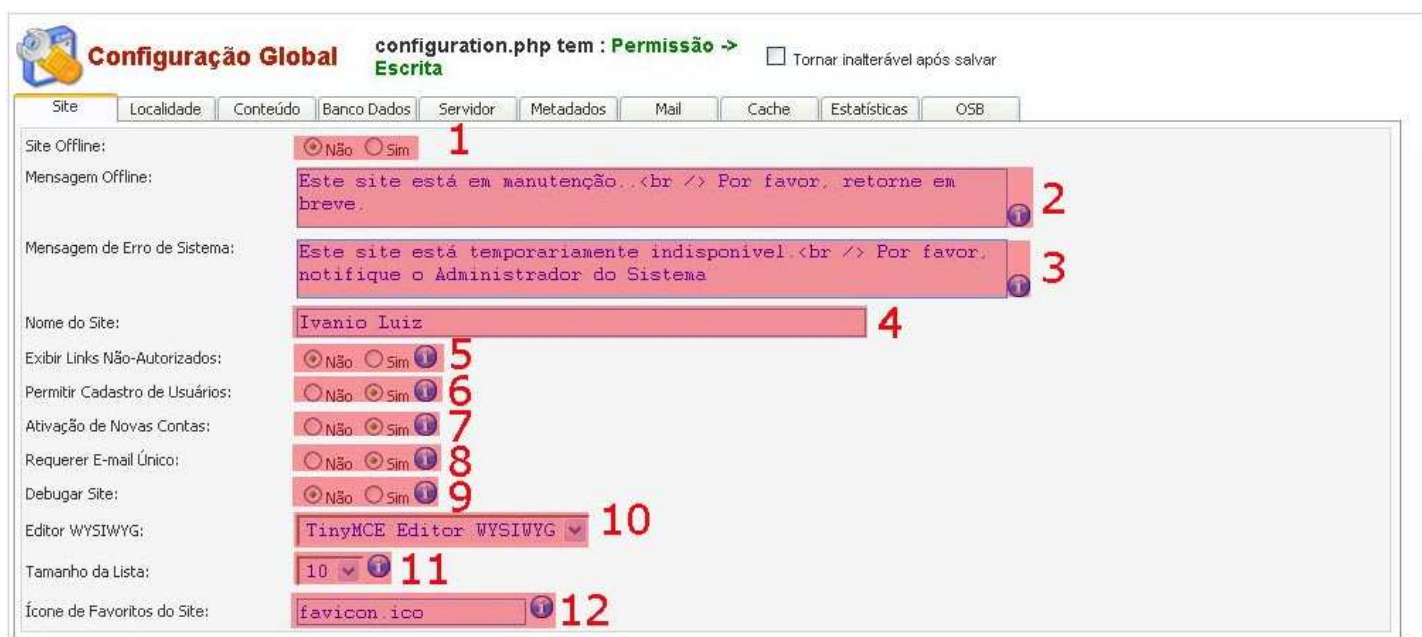 Configuração Global
configuration.php tem : Permissão ->
Escrita
Tornar inalterável após salvar
Site Localidade Conteúdo Banco Dados Servidor Metadados Mail Cache Estatísticas OSB
Site Offline: Não Sim 1
Mensagem Offline: Este site está em manutenção..<br /> Por favor, retorne em
breve. 2
Mensagem de Erro de Sistema: Este site está temporariamente indisponível.<br /> Por favor,
notifique o Administrador do Sistema 3
Nome do Site: Ivanio Luiz 4
Exibir Links Não-Autorizados: Não Sim 5
Permitir Cadastro de Usuários: Não Sim 6
Ativação de Novas Contas: Não Sim 7
Requerer E-mail Único: Não Sim 8
Debugar Site: Não Sim 9
Editor WYSIWYG: TinyMCE Editor WYSIWYG 10
Tamanho da Lista: 10 11
Ícone de Favoritos do Site: favicon.ico 12